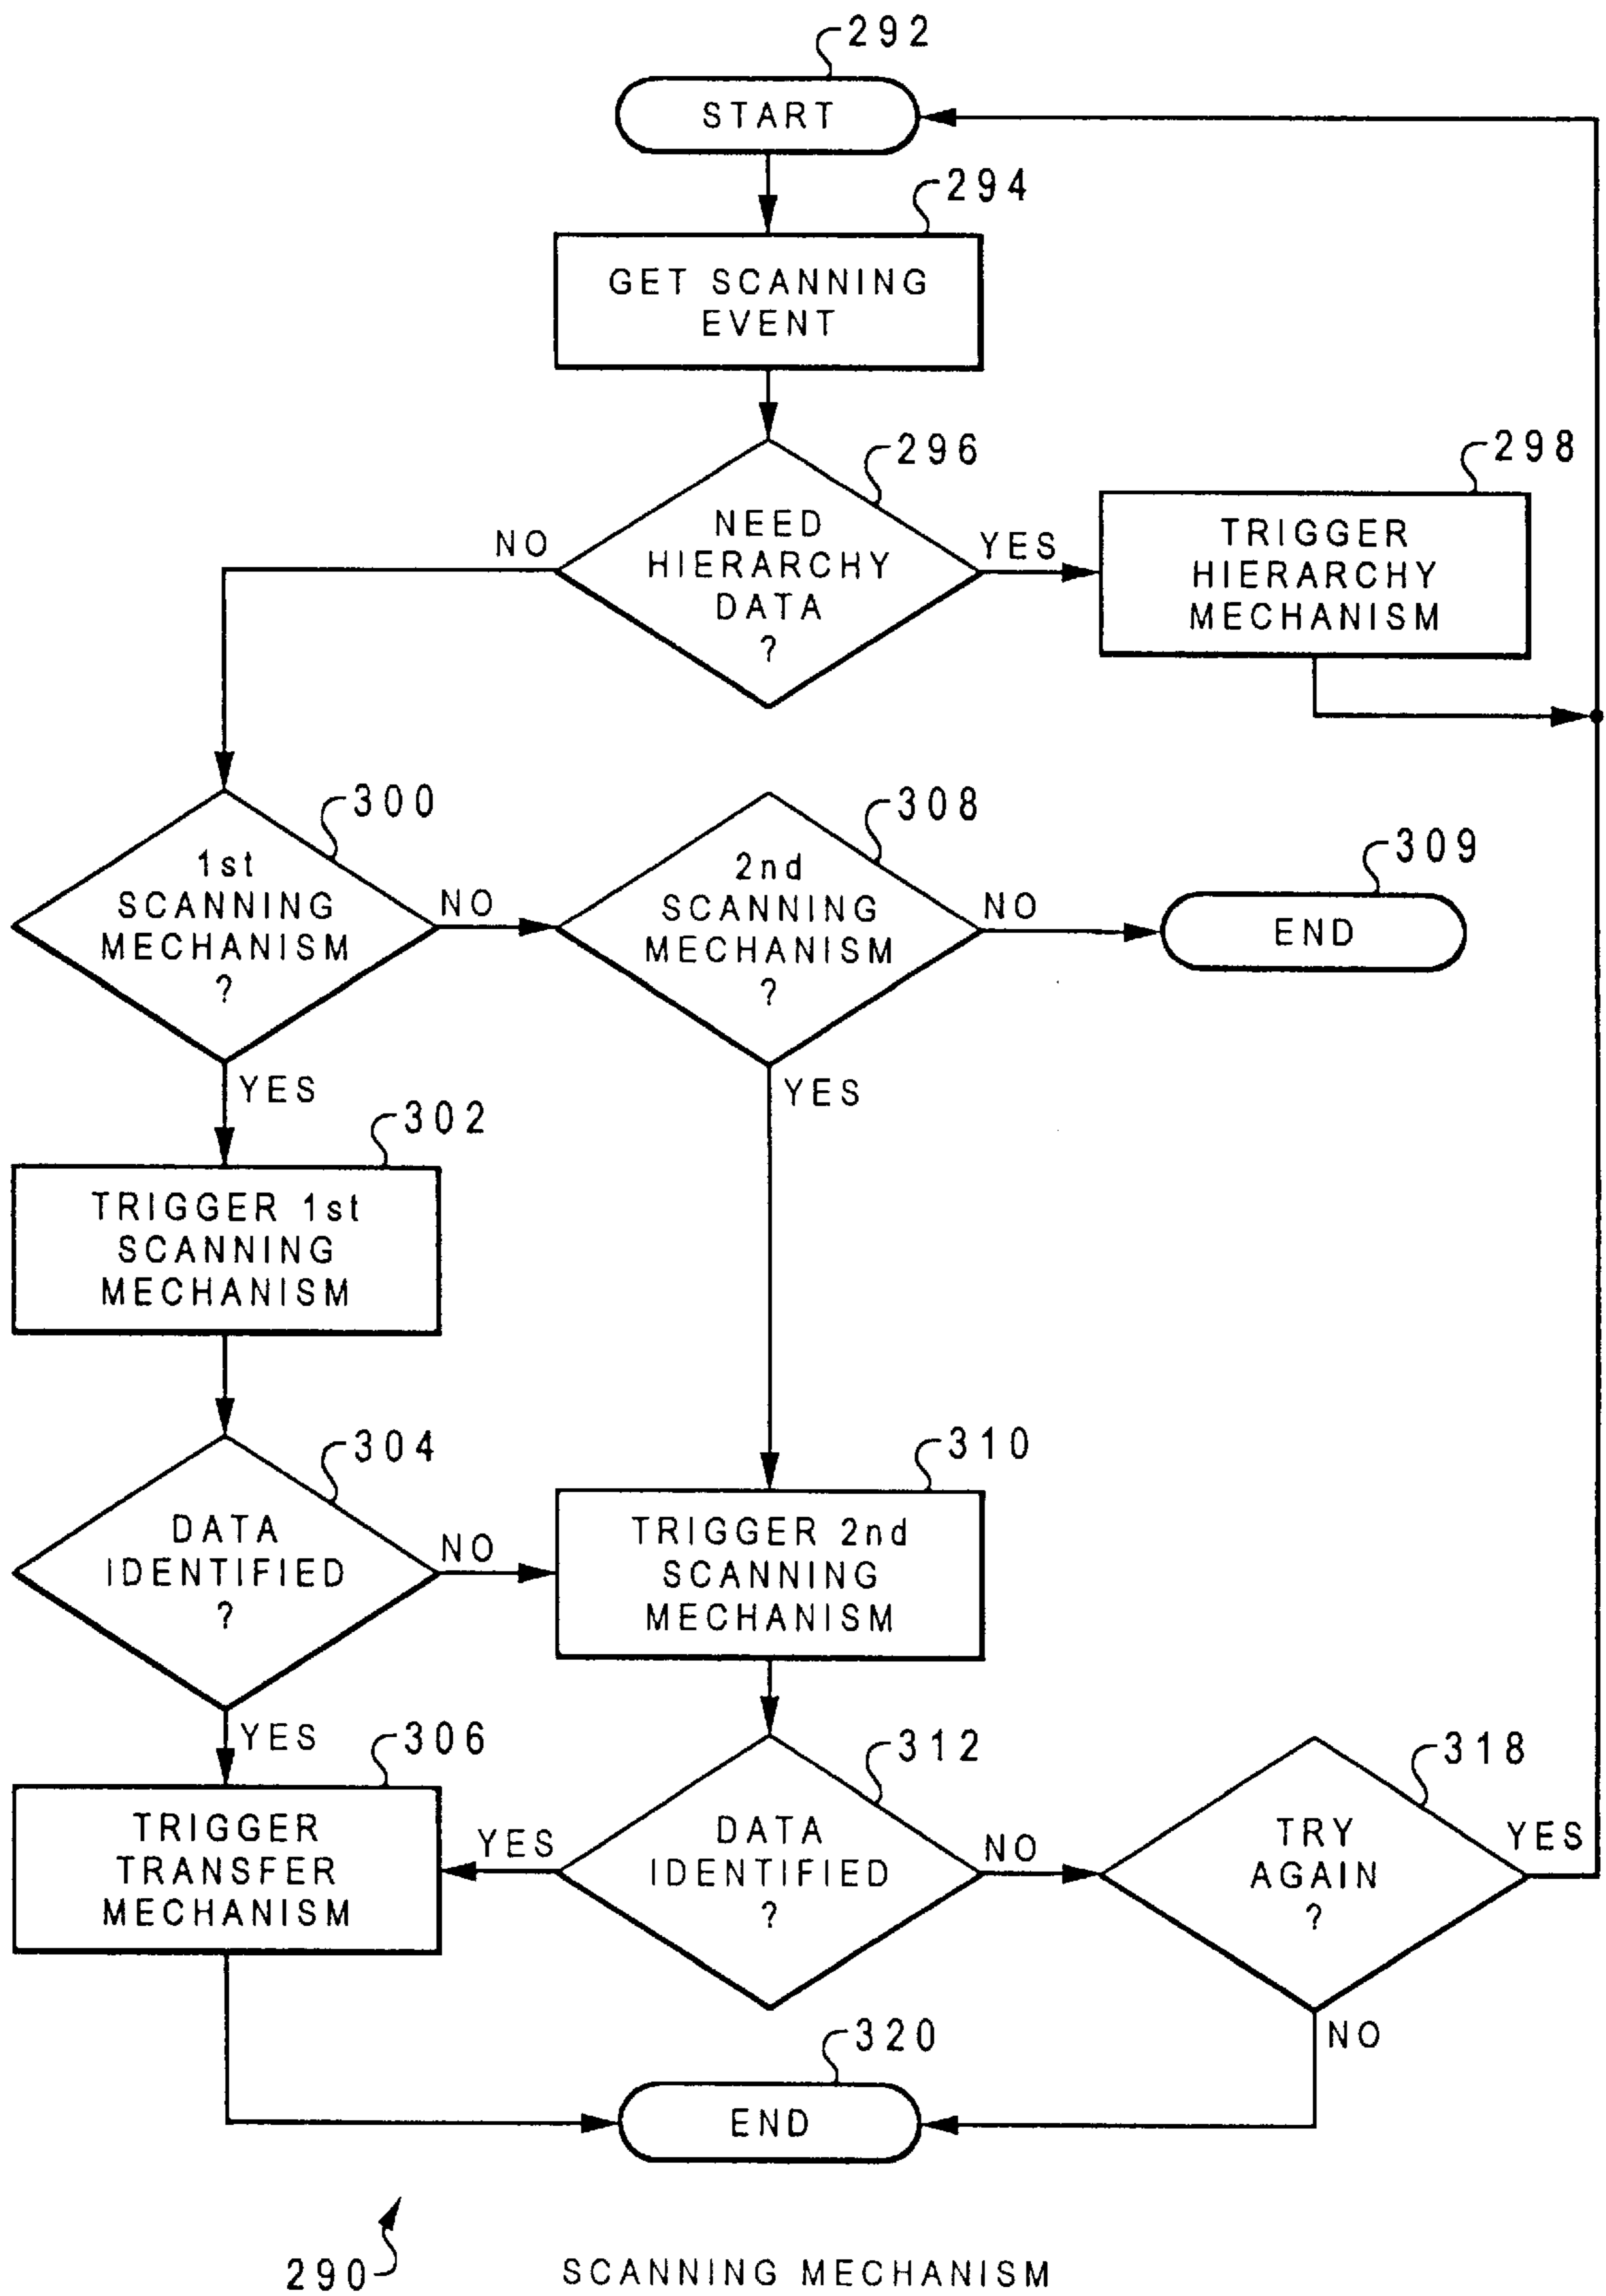 292
START
294
GET SCANNING
EVENT
296
NEED
HIERARCHY
DATA
?
NO
YES
298
TRIGGER
HIERARCHY
MECHANISM
300
1st
SCANNING
MECHANISM
?
NO
YES
308
2nd
SCANNING
MECHANISM
?
NO
YES
309
END
302
TRIGGER 1st
SCANNING
MECHANISM
304
DATA
IDENTIFIED
?
NO
YES
310
TRIGGER 2nd
SCANNING
MECHANISM
306
TRIGGER
TRANSFER
MECHANISM
312
DATA
IDENTIFIED
?
YES
NO
318
TRY
AGAIN
?
YES
NO
320
END
290
SCANNING MECHANISM